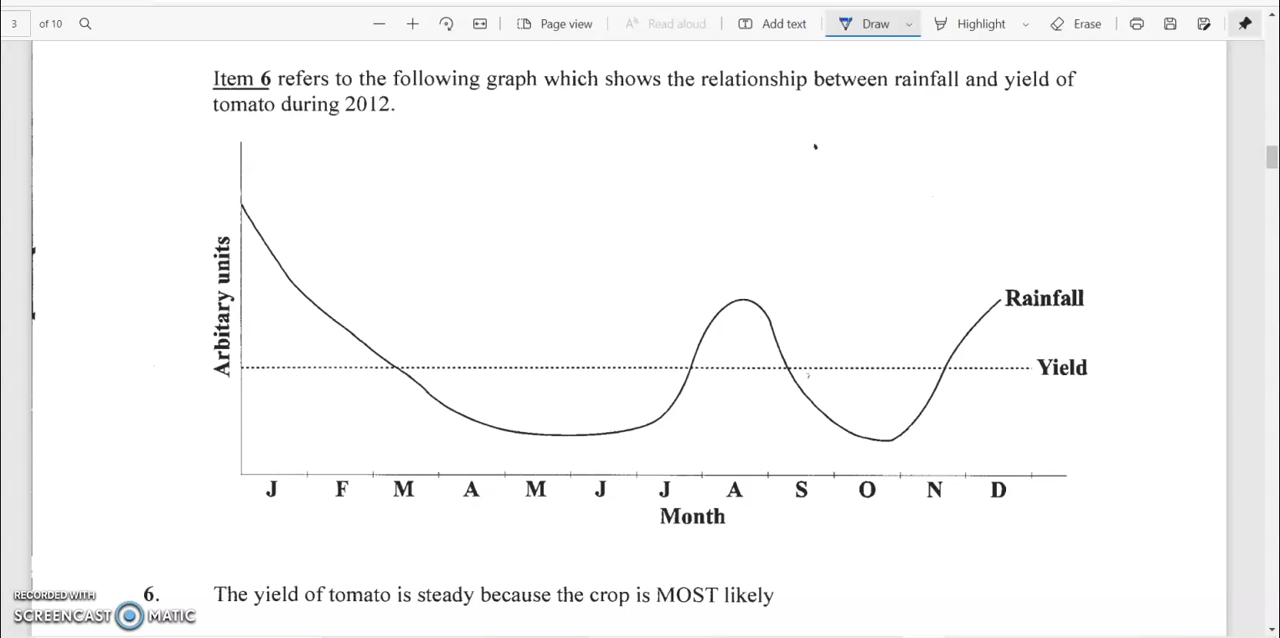 3 of 10 Page view Read aloud Add text Draw Highlight Erase
Item 6 refers to the following graph which shows the relationship between rainfall and yield of
tomato during 2012.
Arbitary units
Rainfall
Yield
J F M A M J J A S O N D
Month
6. The yield of tomato is steady because the crop is MOST likely
RECORDED WITH
SCREENCAST MATIC